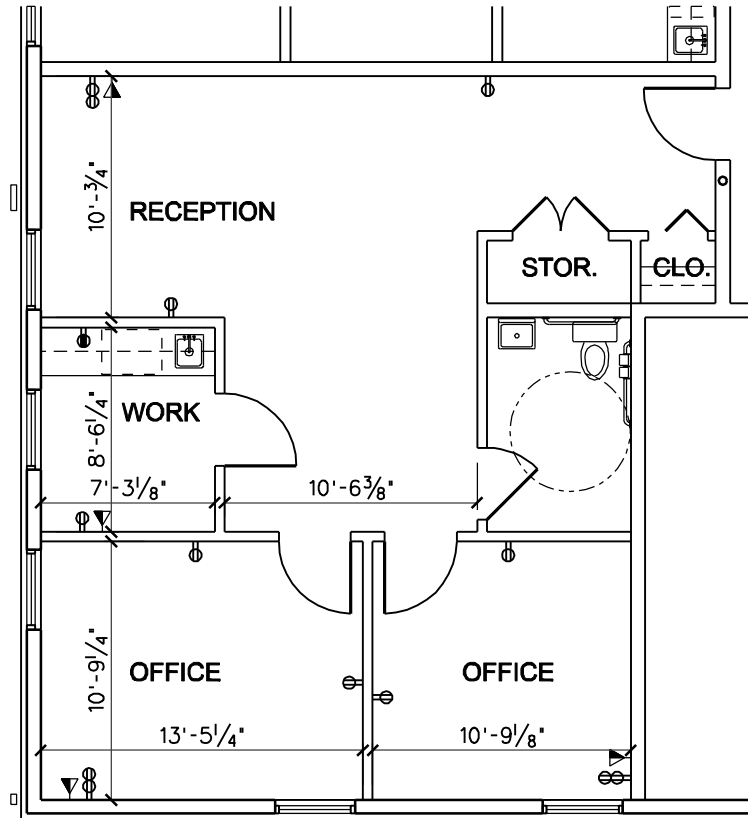 10'-3/4"
RECEPTION
STOR.
CLO.
8'-6 1/4"
WORK
7'-3 1/8"
10'-6 3/8"
10'-9 1/4"
OFFICE
OFFICE
13'-5 1/4"
10'-9 1/8"